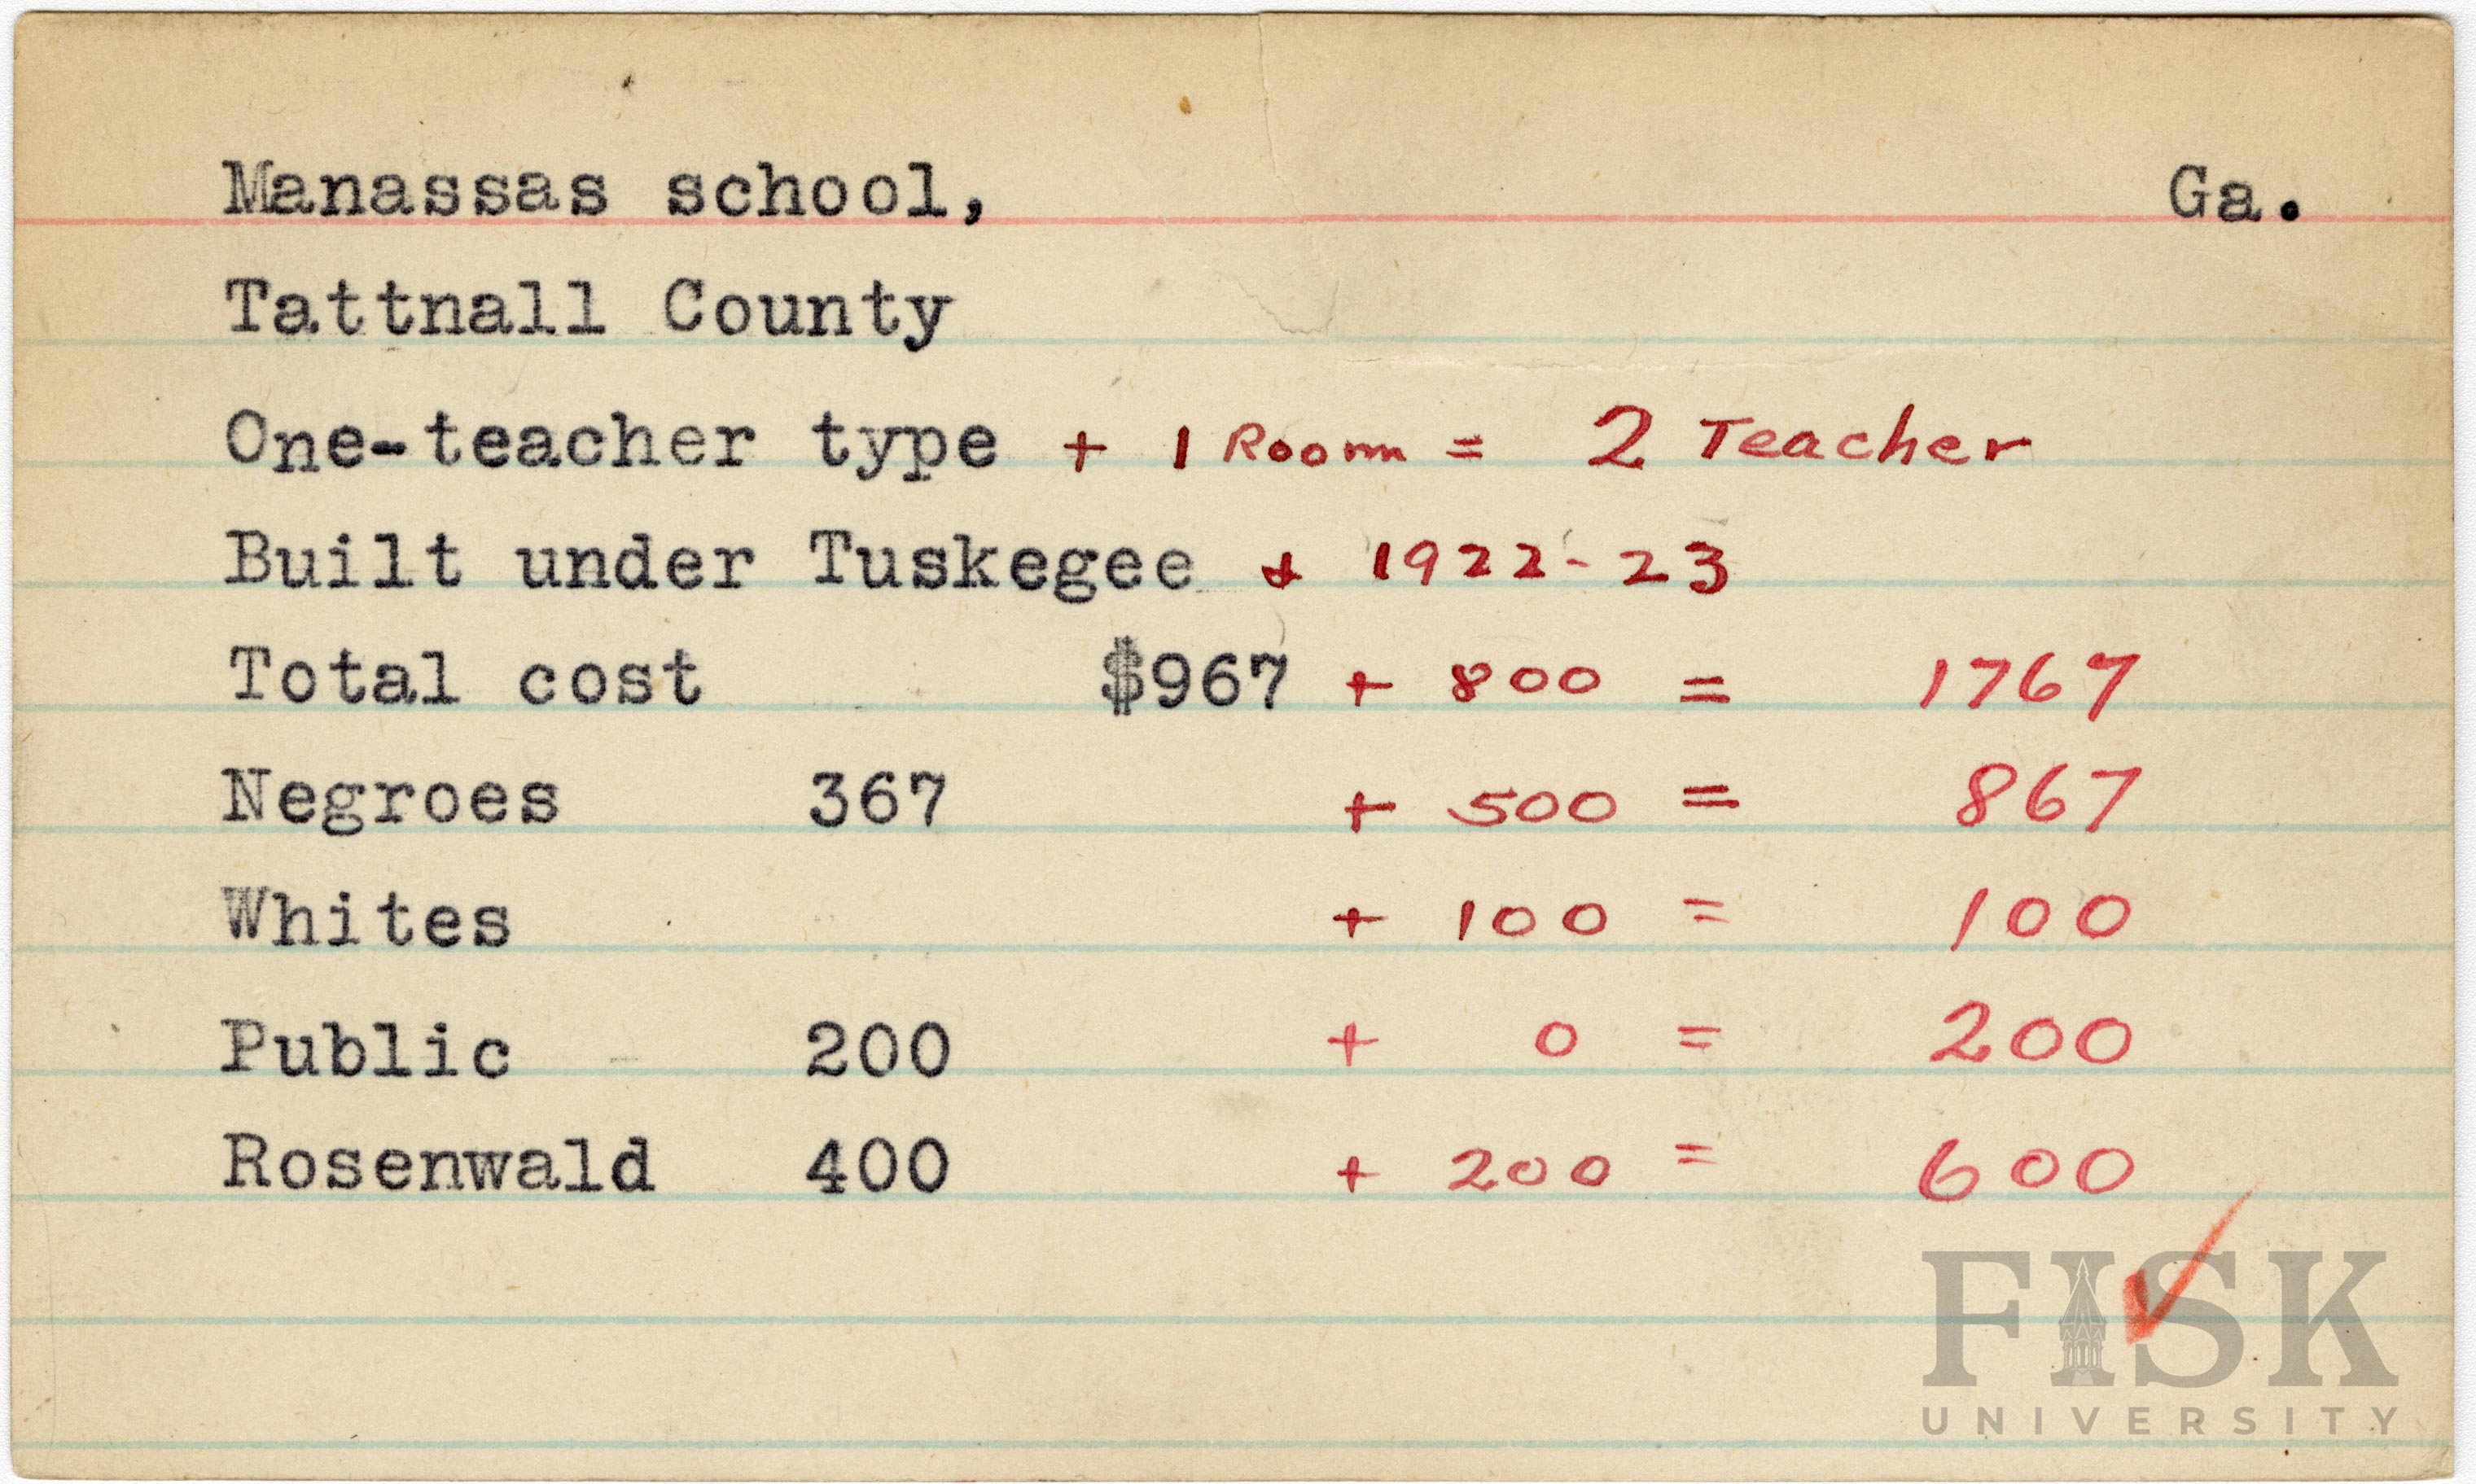 Manassas school, Ga.
Tattnall County
One-teacher type + 1 Room = 2 Teacher
Built under Tuskegee + 1922-23
Total cost $967 + 800 = 1767
Negroes 367 + 500 = 867
Whites + 100 = 100
Public 200 + 0 = 200
Rosenwald 400 + 200 = 600
FISK
UNIVERSITY